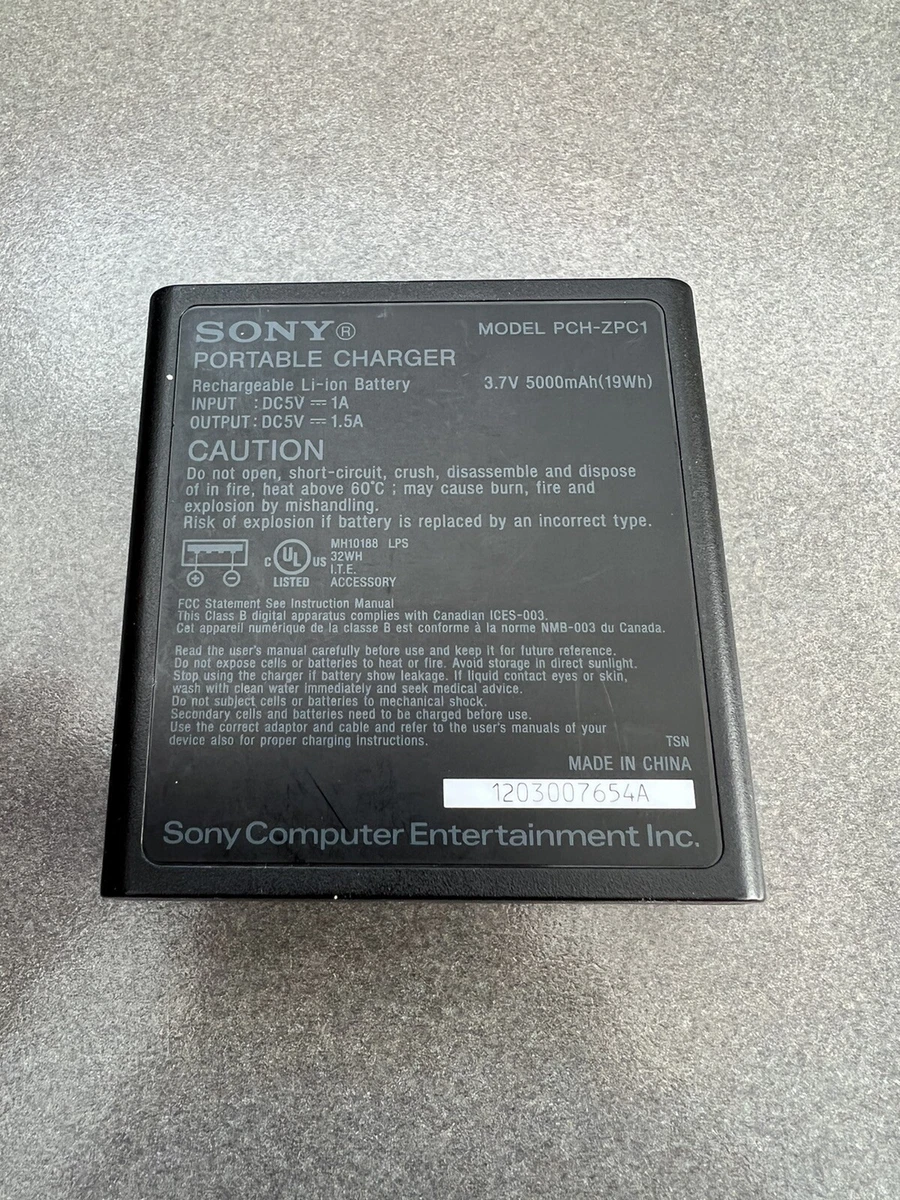 SONY®
MODEL PCH-ZPC1
PORTABLE CHARGER
Rechargeable Li-ion Battery 3.7V 5000mAh(19Wh)
INPUT : DC5V ⎓ 1A
OUTPUT : DC5V ⎓ 1.5A
CAUTION
Do not open, short-circuit, crush, disassemble and dispose
of in fire, heat above 60°C ; may cause burn, fire and
explosion by mishandling.
Risk of explosion if battery is replaced by an incorrect type.
+ −
C UL US
LISTED
MH10188 LPS
32WH
I.T.E.
ACCESSORY
FCC Statement See Instruction Manual
This Class B digital apparatus complies with Canadian ICES-003.
Cet appareil numérique de la classe B est conforme à la norme NMB-003 du Canada.
Read the user's manual carefully before use and keep it for future reference.
Do not expose cells or batteries to heat or fire. Avoid storage in direct sunlight.
Stop using the charger if battery show leakage. If liquid contact eyes or skin,
wash with clean water immediately and seek medical advice.
Do not subject cells or batteries to mechanical shock.
Secondary cells and batteries need to be charged before use.
Use the correct adaptor and cable and refer to the user's manuals of your
device also for proper charging instructions.
TSN
MADE IN CHINA
1203007654A
Sony Computer Entertainment Inc.